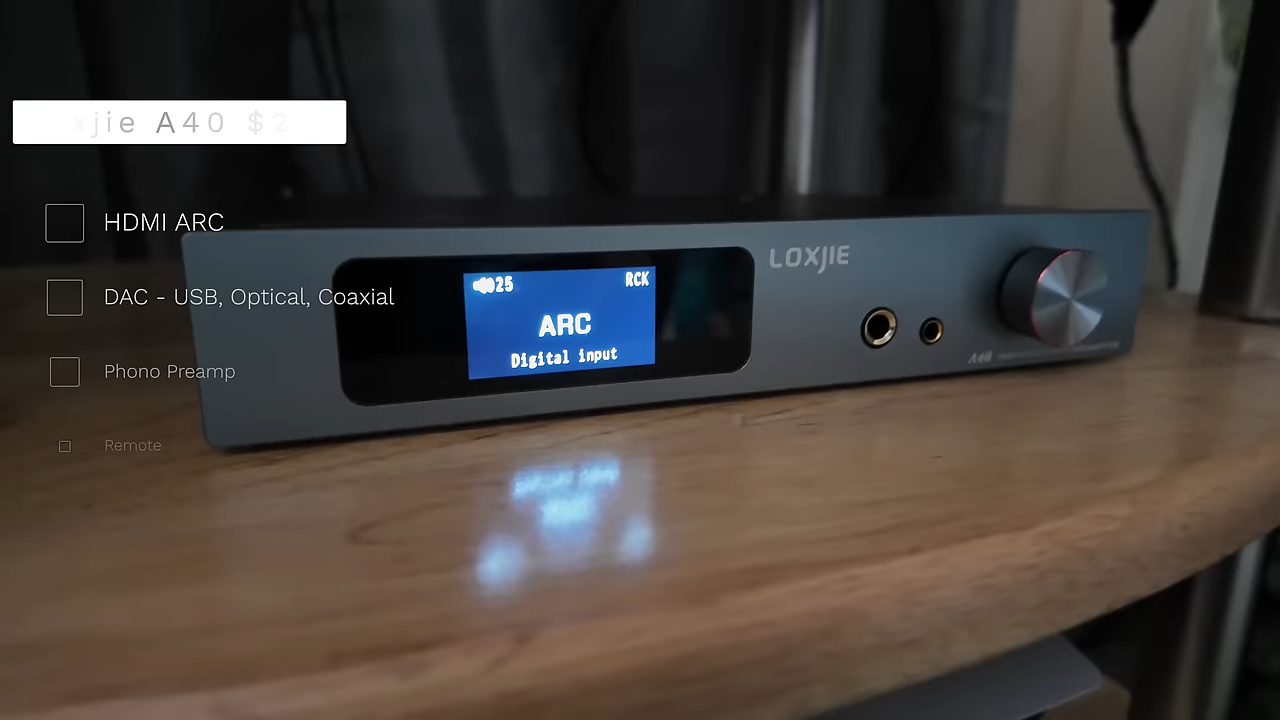 xjie A40 $2
HDMI ARC
DAC - USB, Optical, Coaxial
Phono Preamp
Remote
LOXJIE
25 RCK
ARC
Digital input
A40